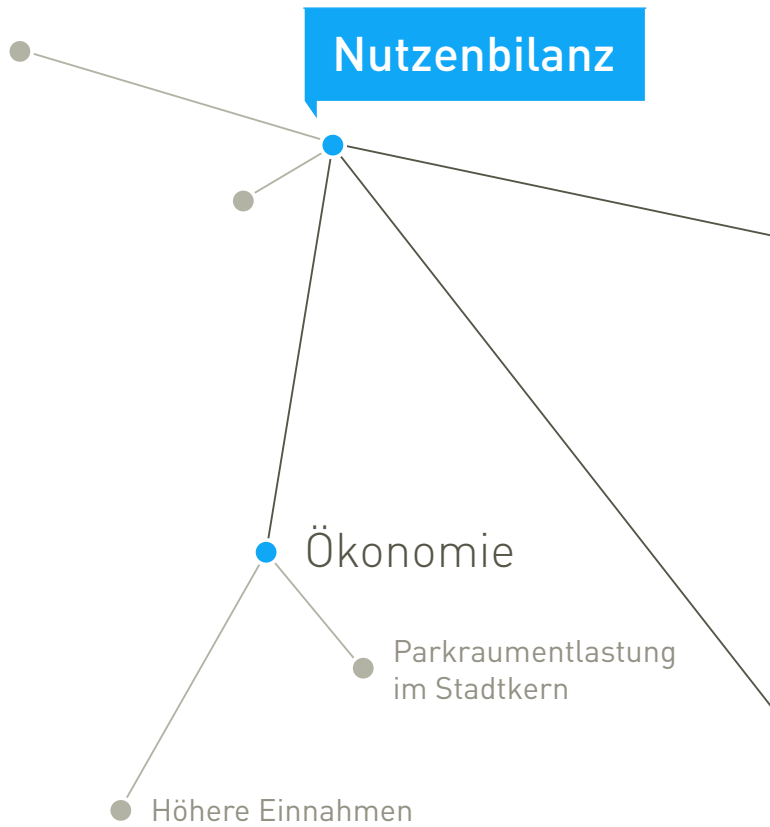 Nutzenbilanz
Ökonomie
Parkraumentlastung
im Stadtkern
Höhere Einnahmen